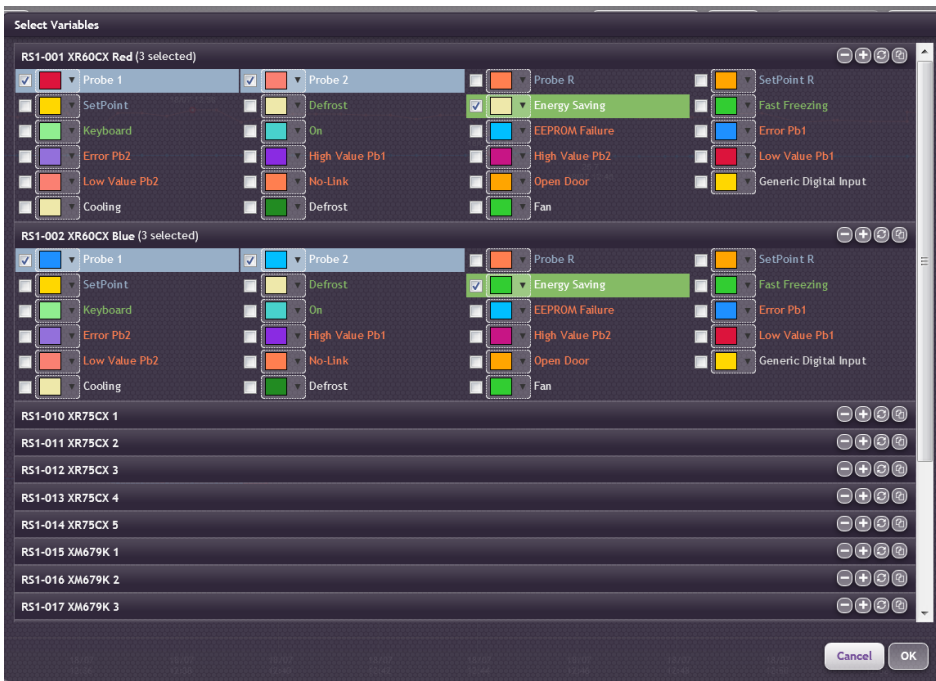 Select Variables
RS1-001 XR60CX Red (3 selected)
Probe 1 Probe 2 Probe R SetPoint R
SetPoint Defrost Energy Saving Fast Freezing
Keyboard On EEPROM Failure Error Pb1
Error Pb2 High Value Pb1 High Value Pb2 Low Value Pb1
Low Value Pb2 No-Link Open Door Generic Digital Input
Cooling Defrost Fan
RS1-002 XR60CX Blue (3 selected)
Probe 1 Probe 2 Probe R SetPoint R
SetPoint Defrost Energy Saving Fast Freezing
Keyboard On EEPROM Failure Error Pb1
Error Pb2 High Value Pb1 High Value Pb2 Low Value Pb1
Low Value Pb2 No-Link Open Door Generic Digital Input
Cooling Defrost Fan
RS1-010 XR75CX 1
RS1-011 XR75CX 2
RS1-012 XR75CX 3
RS1-013 XR75CX 4
RS1-014 XR75CX 5
RS1-015 XM679K 1
RS1-016 XM679K 2
RS1-017 XM679K 3
Cancel OK